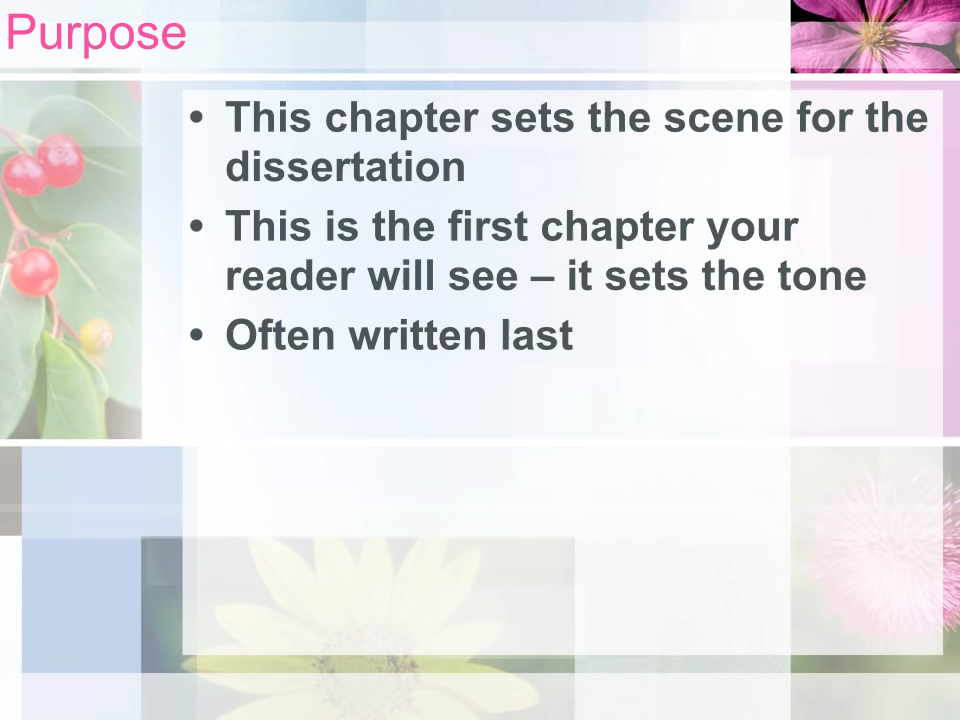 Purpose
• This chapter sets the scene for the
dissertation
• This is the first chapter your
reader will see – it sets the tone
• Often written last